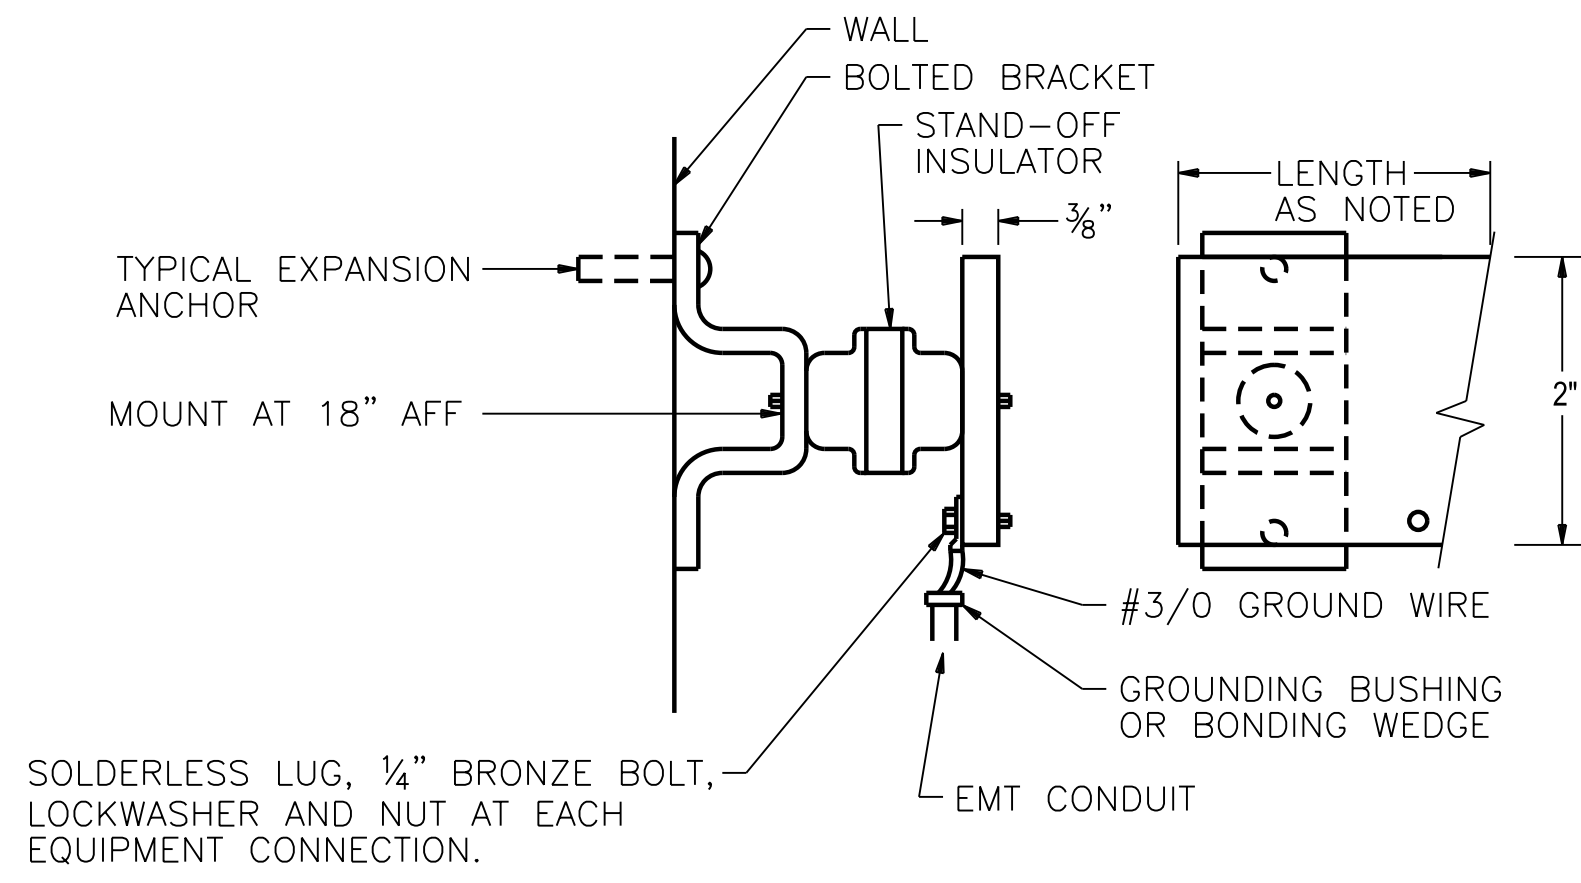 WALL
BOLTED BRACKET
STAND-OFF
INSULATOR
LENGTH
AS NOTED
3/8"
TYPICAL EXPANSION
ANCHOR
2"
MOUNT AT 18" AFF
#3/0 GROUND WIRE
GROUNDING BUSHING
OR BONDING WEDGE
SOLDERLESS LUG, 1/4" BRONZE BOLT,
LOCKWASHER AND NUT AT EACH
EQUIPMENT CONNECTION.
EMT CONDUIT